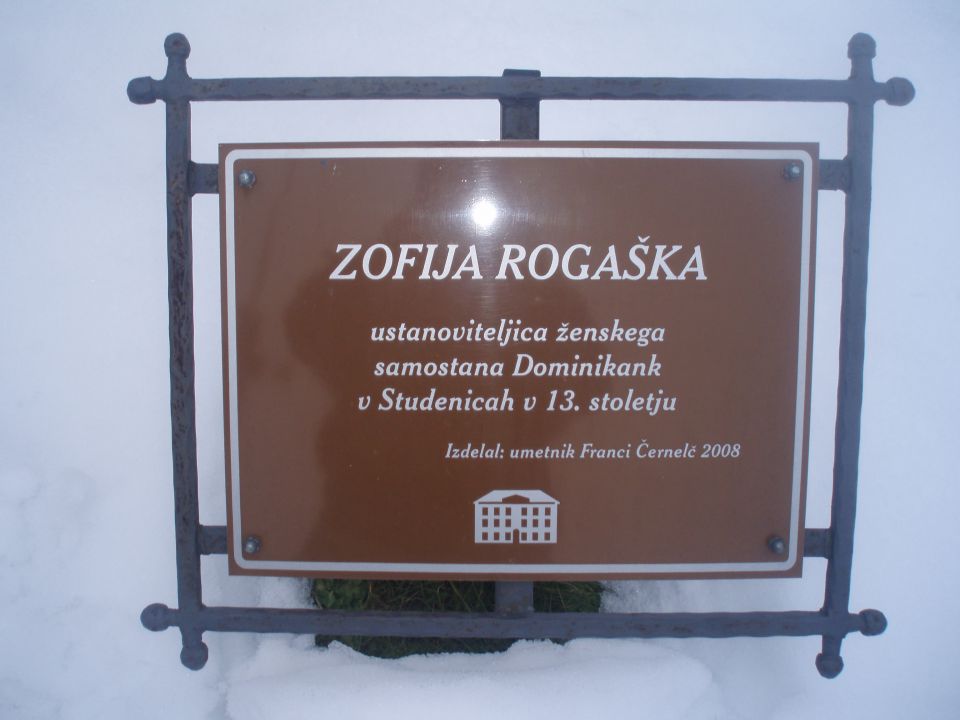 ZOFIJA ROGAŠKA
ustanoviteljica ženskega
samostana Dominikank
v Studenicah v 13. stoletju
Izdelal: umetnik Franci Černelč 2008